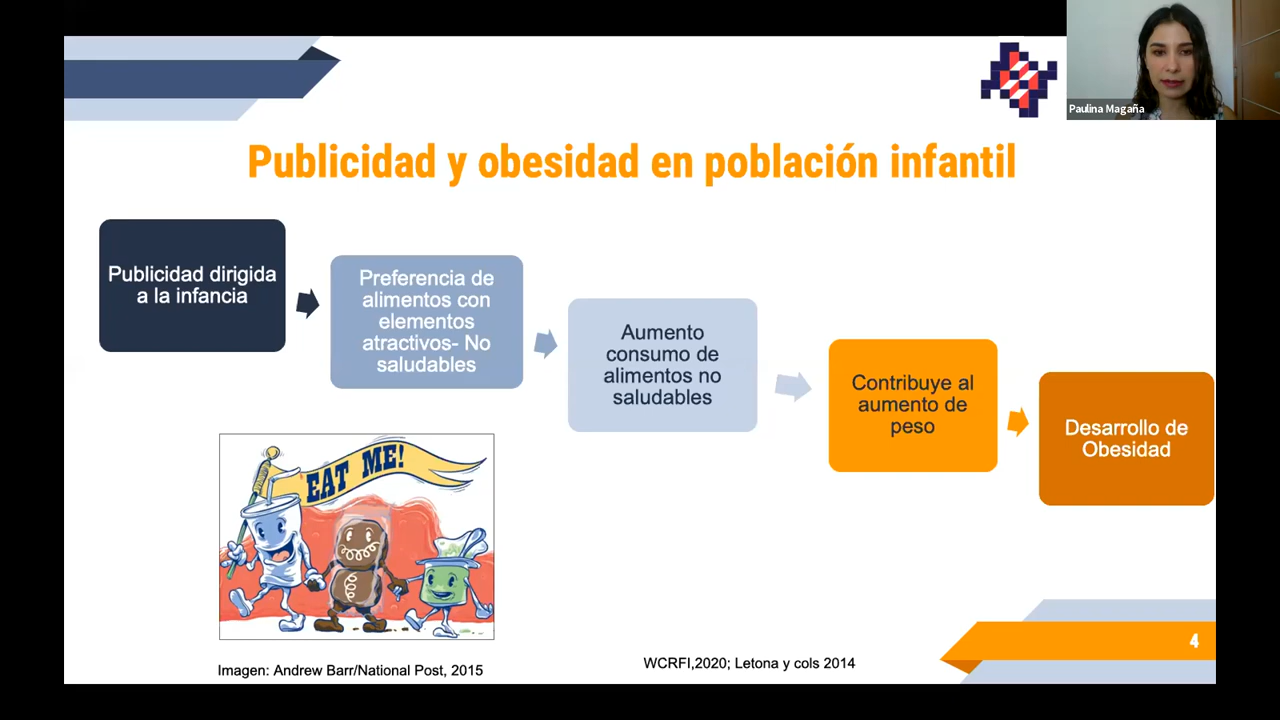 Paulina Magaña
Publicidad y obesidad en población infantil
Publicidad dirigida
a la infancia
Preferencia de
alimentos con
elementos
atractivos- No
saludables
Aumento
consumo de
alimentos no
saludables
Contribuye al
aumento de
peso
Desarrollo de
Obesidad
EAT ME!
Imagen: Andrew Barr/National Post, 2015
WCRFI,2020; Letona y cols 2014
4